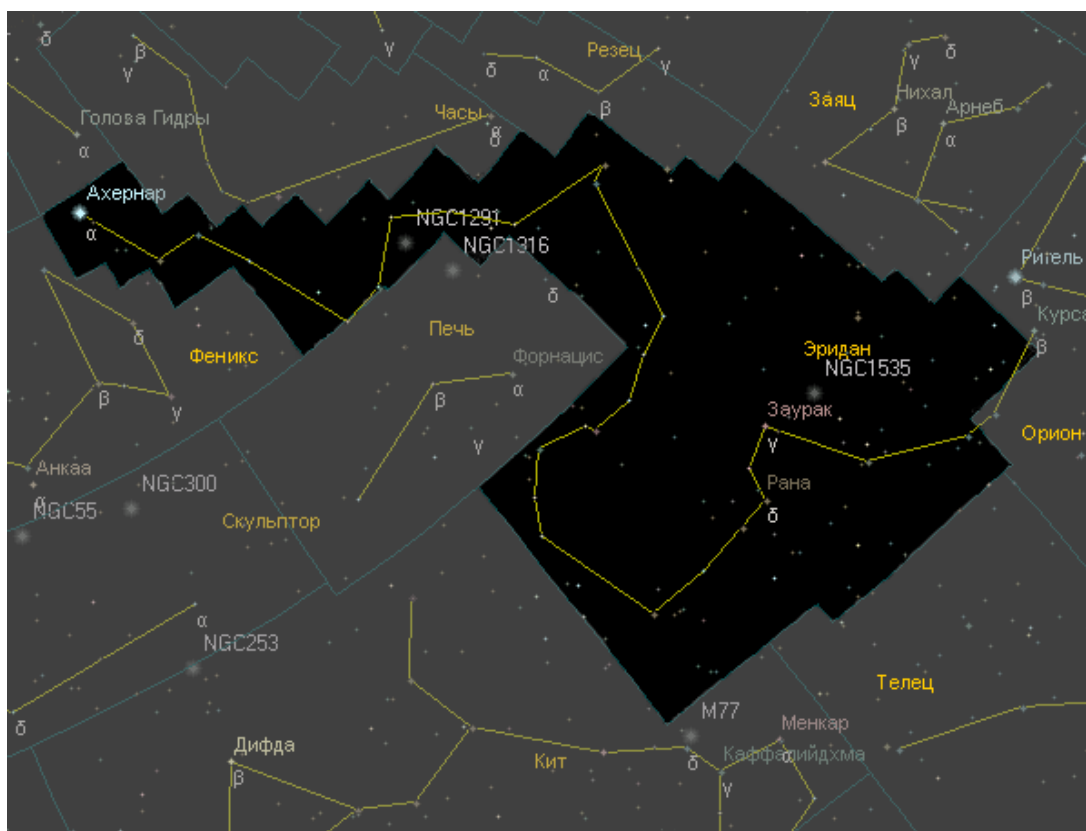 δ
β
γ
γ
Резец
δ
α
γ
β
γ
δ
Заяц
Нихал
Арнеб
β
α
Голова Гидры
α
Часы
α
δ
Ахернар
α
NGC1291
NGC1316
Ригель
β
Курса
β
δ
Печь
δ
Феникс
Форнацис
α
β
β
γ
γ
Эридан
NGC1535
Заурак
γ
Орион
Анкаа
α
NGC300
NGC55
Скульптор
Рана
δ
α
NGC253
δ
Телец
M77
Менкар
Дифда
β
Кит
δ
Каффалийдхма
α
γ